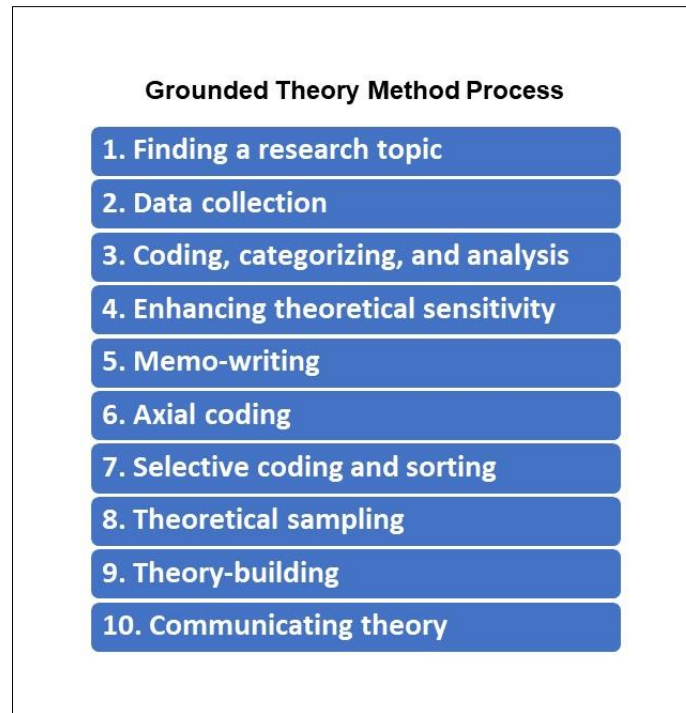 Grounded Theory Method Process
1. Finding a research topic
2. Data collection
3. Coding, categorizing, and analysis
4. Enhancing theoretical sensitivity
5. Memo-writing
6. Axial coding
7. Selective coding and sorting
8. Theoretical sampling
9. Theory-building
10. Communicating theory